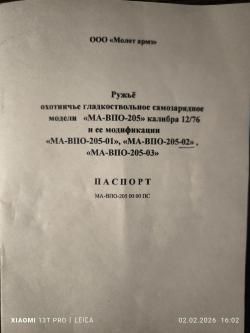 ООО «Молот армз»
Ружьё
охотничье гладкоствольное самозарядное
модели «МА-ВПО-205» калибра 12/76
и ее модификации
«МА-ВПО-205-01», «МА-ВПО-205-02» ,
«МА-ВПО-205-03»
П А С П О Р Т
МА-ВПО-205 00 00 ПС
XIAOMI 13T PRO | LEICA
02.02.2026 16:02